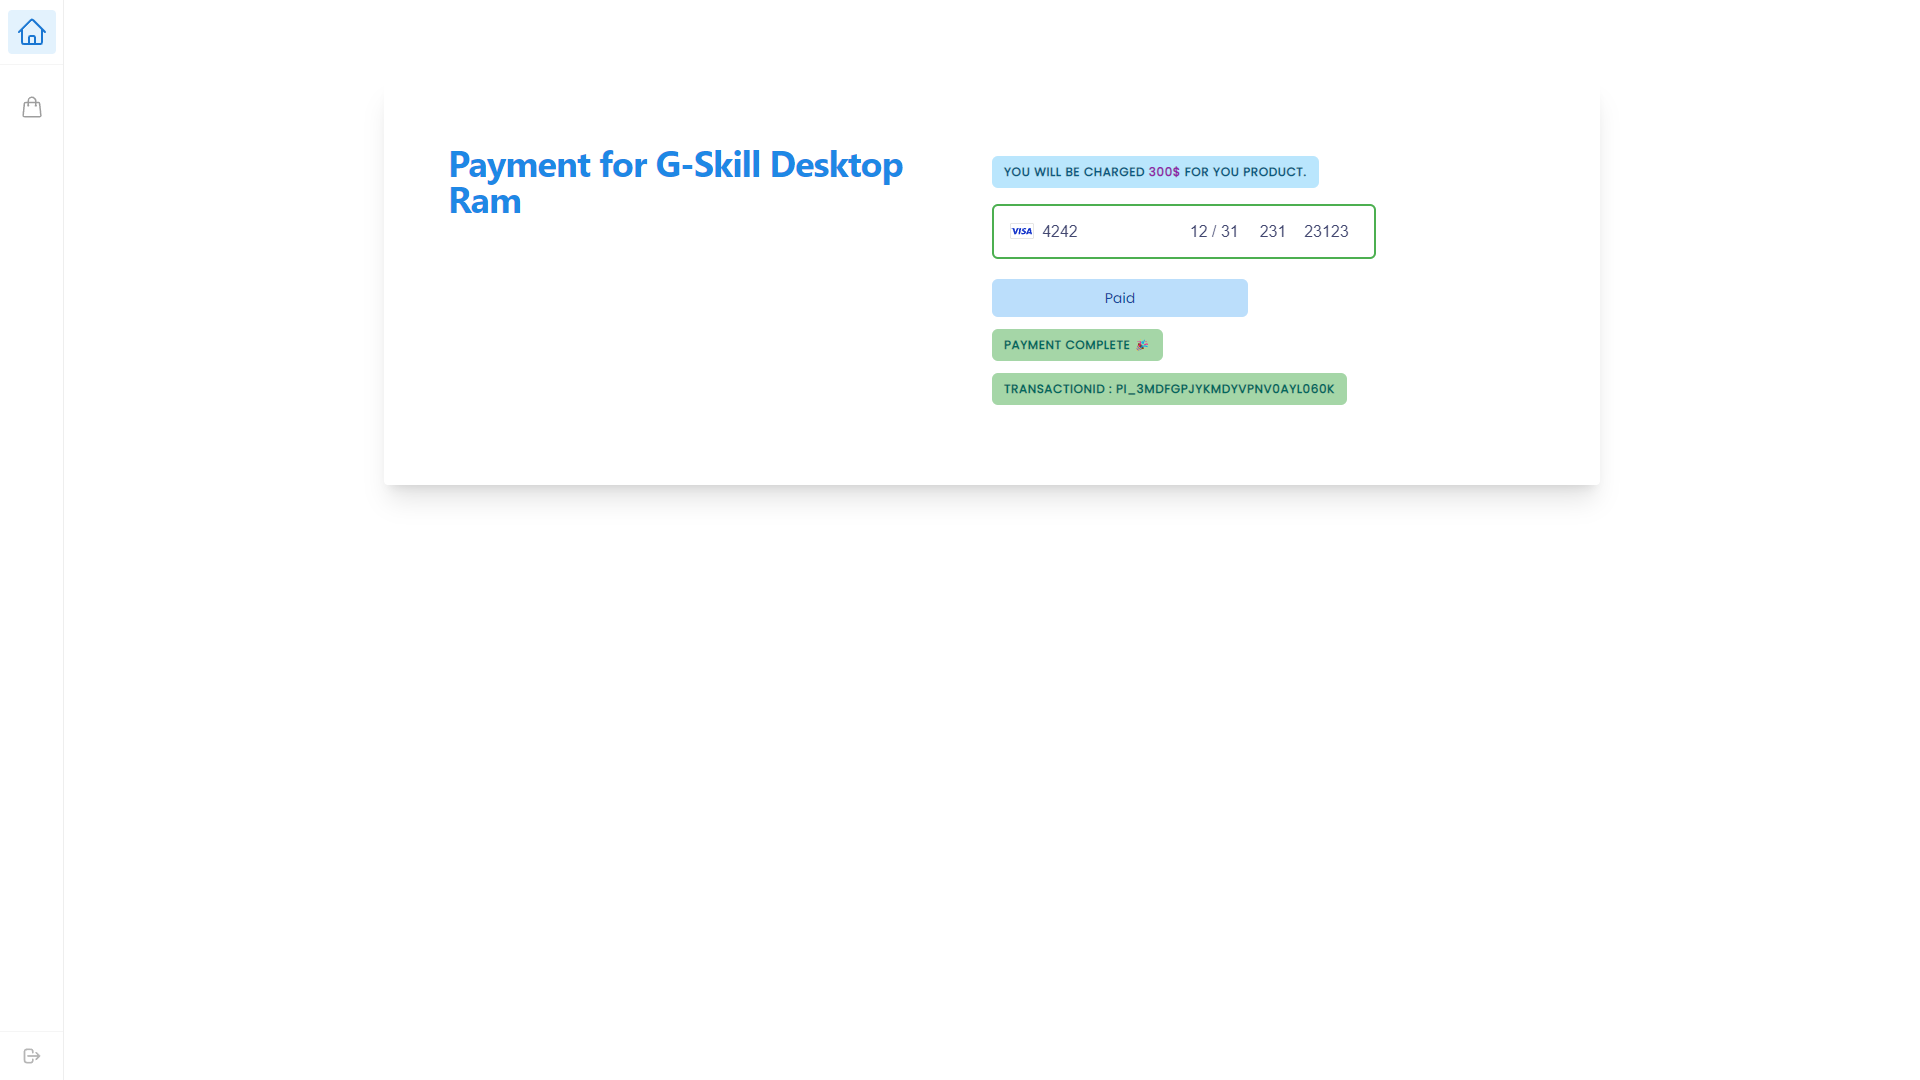 Payment for G-Skill Desktop
Ram
YOU WILL BE CHARGED 300$ FOR YOU PRODUCT.
VISA 4242 12 / 31 231 23123
Paid
PAYMENT COMPLETE 🎉
TRANSACTIONID : PI_3MDFGPJYKMDYVPNV0AYL060K